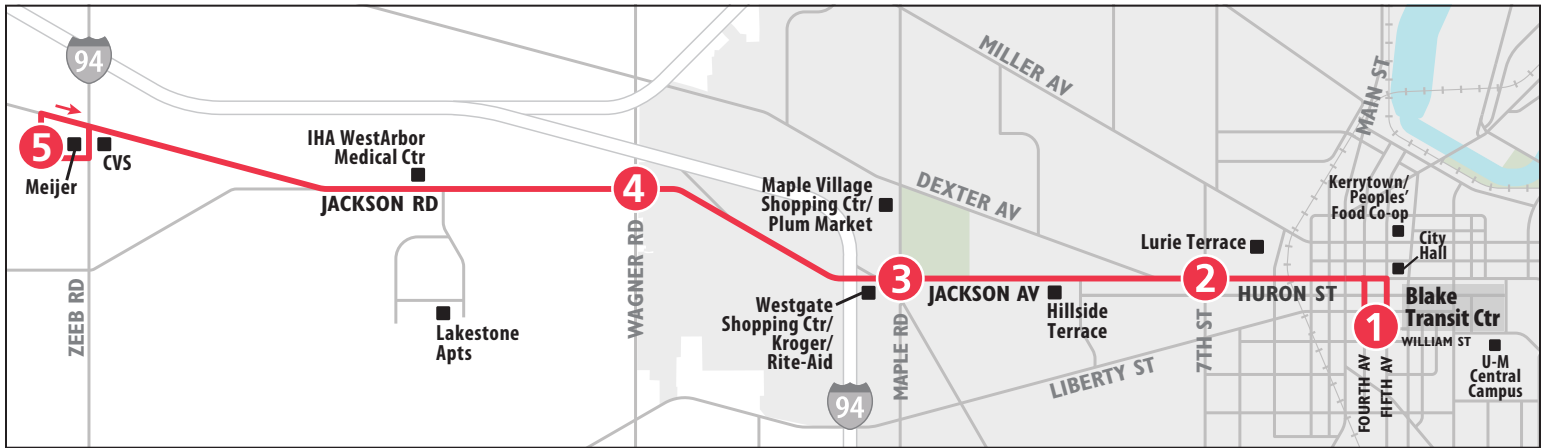 94
5
Meijer
CVS
ZEEB RD
IHA WestArbor
Medical Ctr
JACKSON RD
Lakestone
Apts
4
WAGNER RD
Maple Village
Shopping Ctr/
Plum Market
Westgate
Shopping Ctr/
Kroger/
Rite-Aid
94
3
MAPLE RD
JACKSON AV
Hillside
Terrace
DEXTER AV
MILLER AV
LIBERTY ST
Lurie Terrace
2
7TH ST
HURON ST
MAIN ST
Kerrytown/
Peoples'
Food Co-op
City
Hall
1
Blake
Transit Ctr
WILLIAM ST
FOURTH AV
FIFTH AV
U-M
Central
Campus